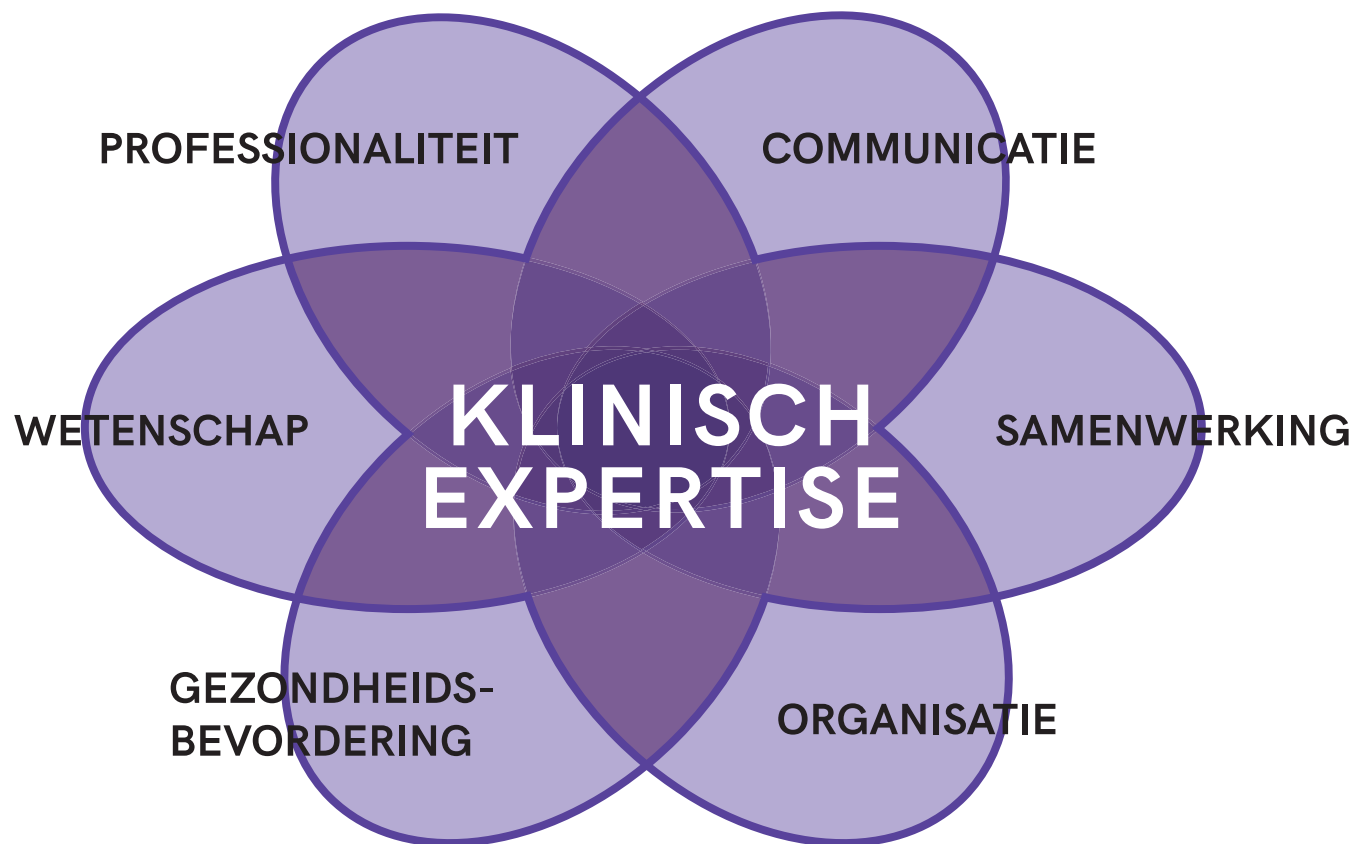 PROFESSIONALITEIT
COMMUNICATIE
WETENSCHAP
KLINISCH
EXPERTISE
SAMENWERKING
GEZONDHEIDS-
BEVORDERING
ORGANISATIE